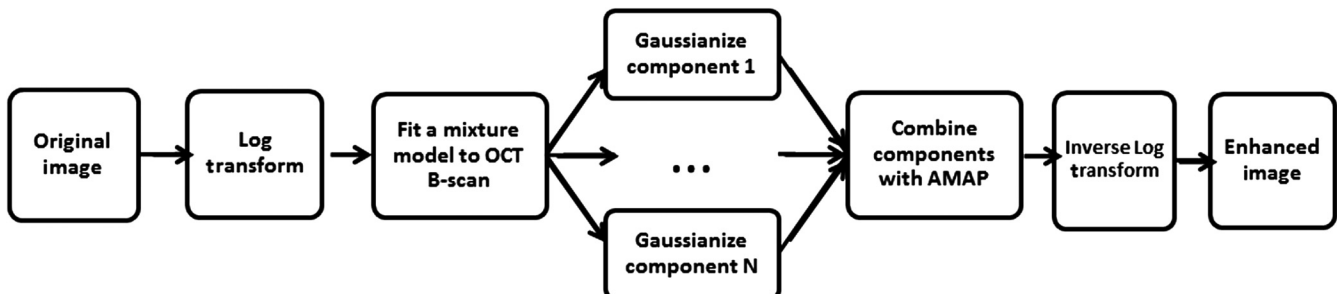 Original
image
Log
transform
Fit a mixture
model to OCT
B-scan
Gaussianize
component 1
...
Gaussianize
component N
Combine
components
with AMAP
Inverse Log
transform
Enhanced
image